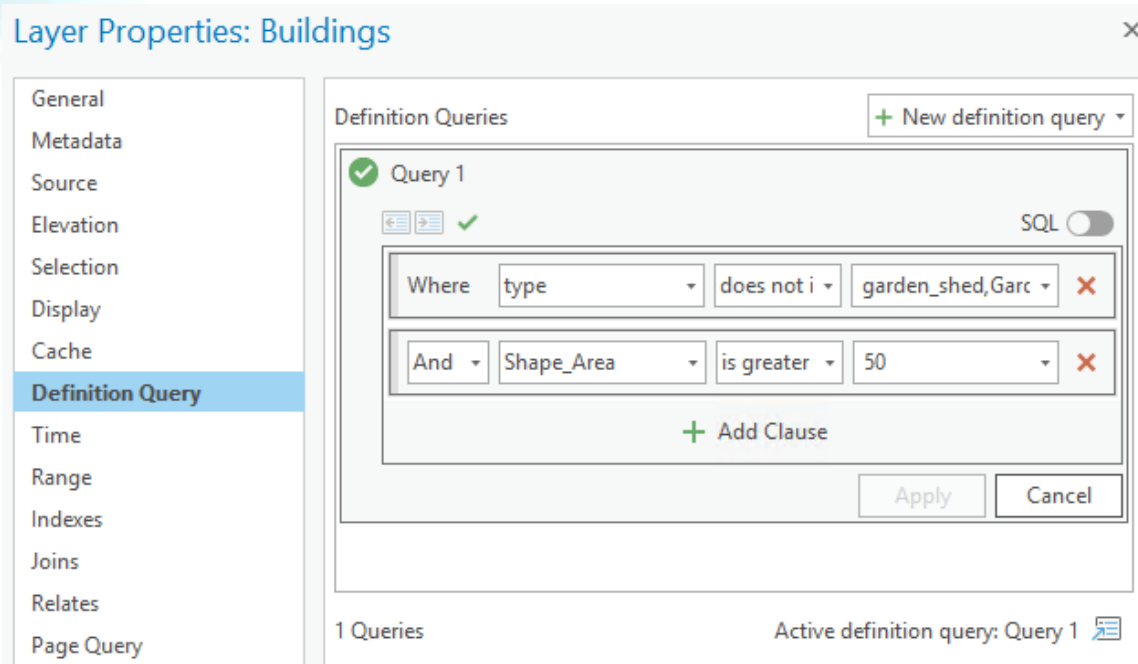 Layer Properties: Buildings
General
Metadata
Source
Elevation
Selection
Display
Cache
Definition Query
Time
Range
Indexes
Joins
Relates
Page Query
Definition Queries
New definition query
Query 1
SQL
Where type does not i garden_shed,Garc
And Shape_Area is greater 50
Add Clause
Apply Cancel
1 Queries Active definition query: Query 1